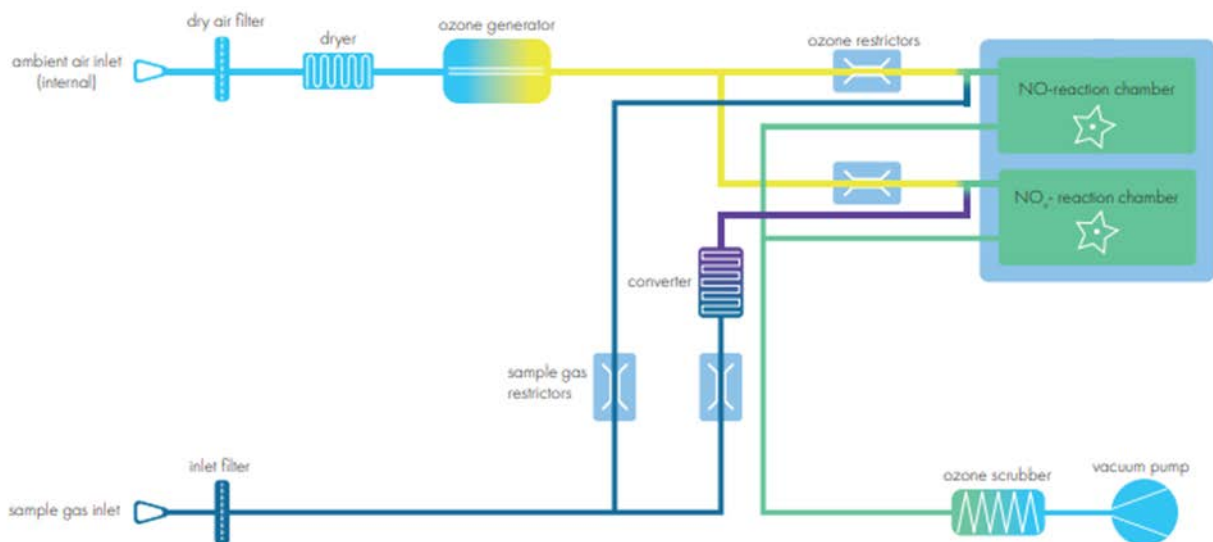 dry air filter
dryer
ozone generator
ozone restrictors
ambient air inlet
(internal)
NO-reaction chamber
NOₓ- reaction chamber
converter
sample gas
restrictors
inlet filter
sample gas inlet
ozone scrubber
vacuum pump